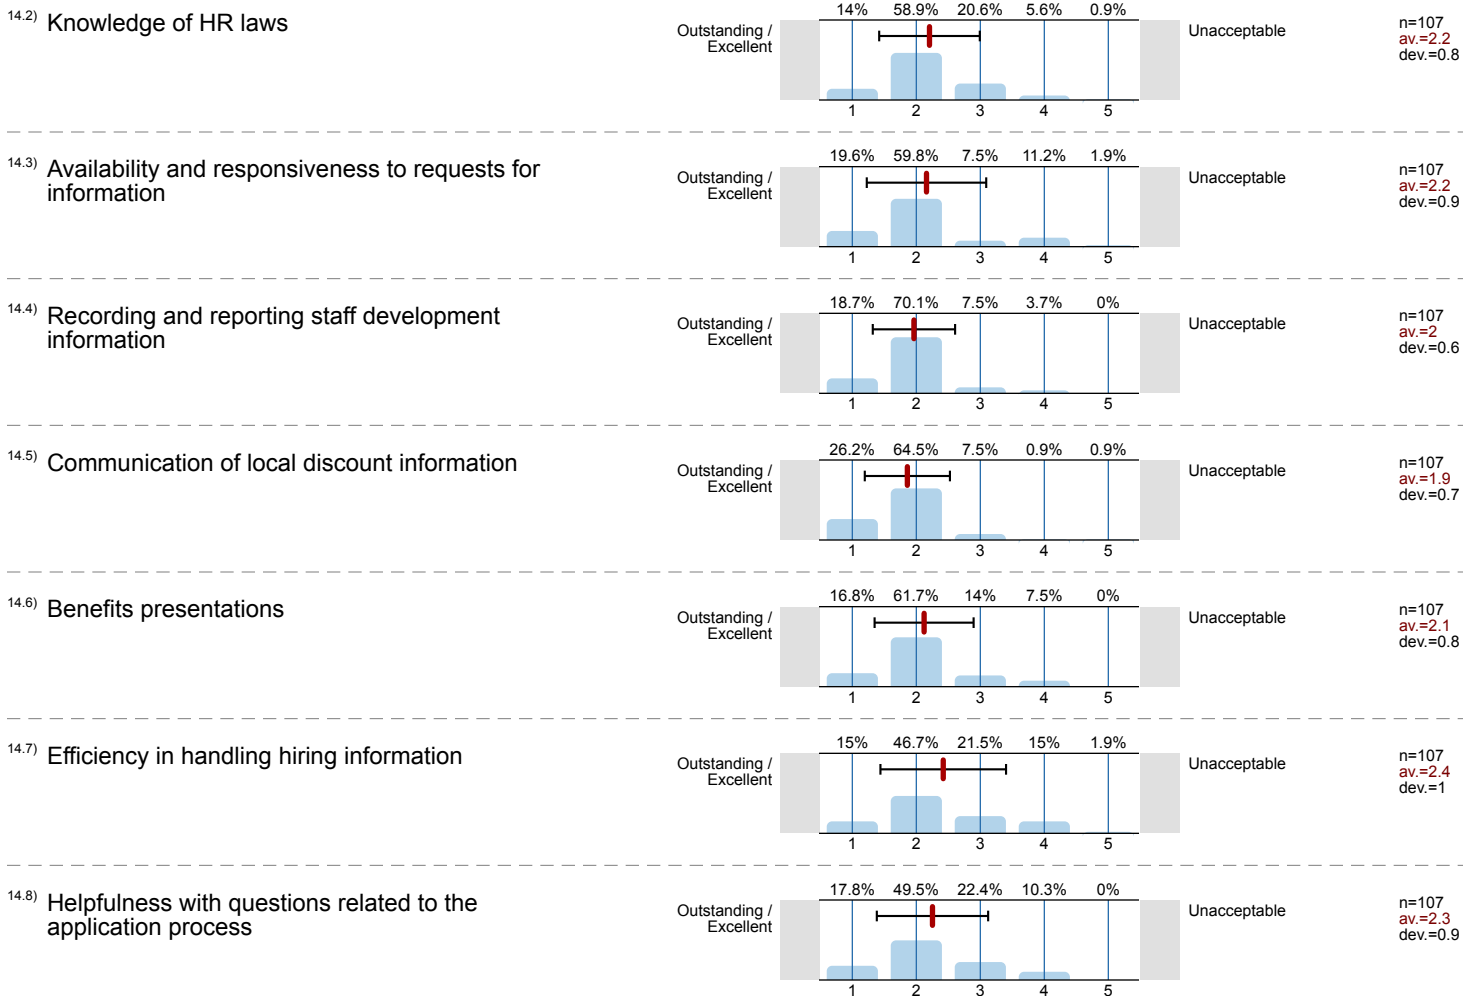 14.2) Knowledge of HR laws
Outstanding /
Excellent
14% 58.9% 20.6% 5.6% 0.9%
1 2 3 4 5
Unacceptable
n=107
av.=2.2
dev.=0.8
14.3) Availability and responsiveness to requests for
information
Outstanding /
Excellent
19.6% 59.8% 7.5% 11.2% 1.9%
1 2 3 4 5
Unacceptable
n=107
av.=2.2
dev.=0.9
14.4) Recording and reporting staff development
information
Outstanding /
Excellent
18.7% 70.1% 7.5% 3.7% 0%
1 2 3 4 5
Unacceptable
n=107
av.=2
dev.=0.6
14.5) Communication of local discount information
Outstanding /
Excellent
26.2% 64.5% 7.5% 0.9% 0.9%
1 2 3 4 5
Unacceptable
n=107
av.=1.9
dev.=0.7
14.6) Benefits presentations
Outstanding /
Excellent
16.8% 61.7% 14% 7.5% 0%
1 2 3 4 5
Unacceptable
n=107
av.=2.1
dev.=0.8
14.7) Efficiency in handling hiring information
Outstanding /
Excellent
15% 46.7% 21.5% 15% 1.9%
1 2 3 4 5
Unacceptable
n=107
av.=2.4
dev.=1
14.8) Helpfulness with questions related to the
application process
Outstanding /
Excellent
17.8% 49.5% 22.4% 10.3% 0%
1 2 3 4 5
Unacceptable
n=107
av.=2.3
dev.=0.9